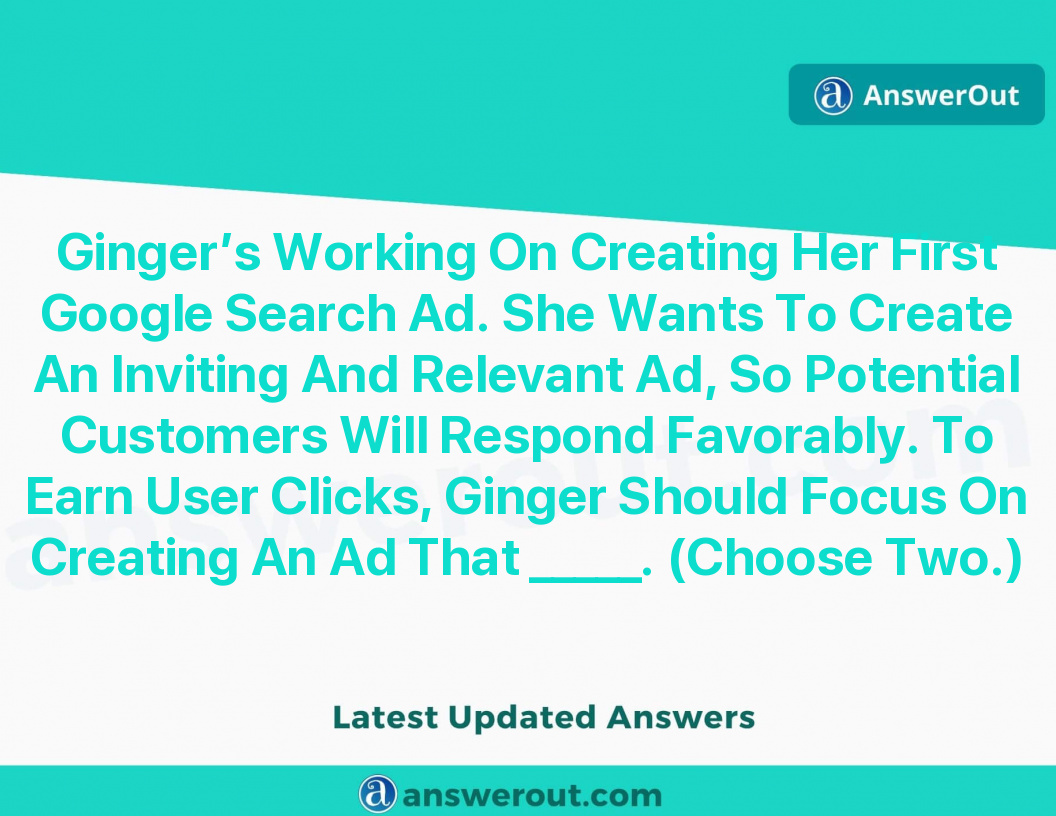 AnswerOut
Ginger’s Working On Creating Her First
Google Search Ad. She Wants To Create
An Inviting And Relevant Ad, So Potential
Customers Will Respond Favorably. To
Earn User Clicks, Ginger Should Focus On
Creating An Ad That _____. (Choose Two.)
answerout.com
Latest Updated Answers
answerout.com